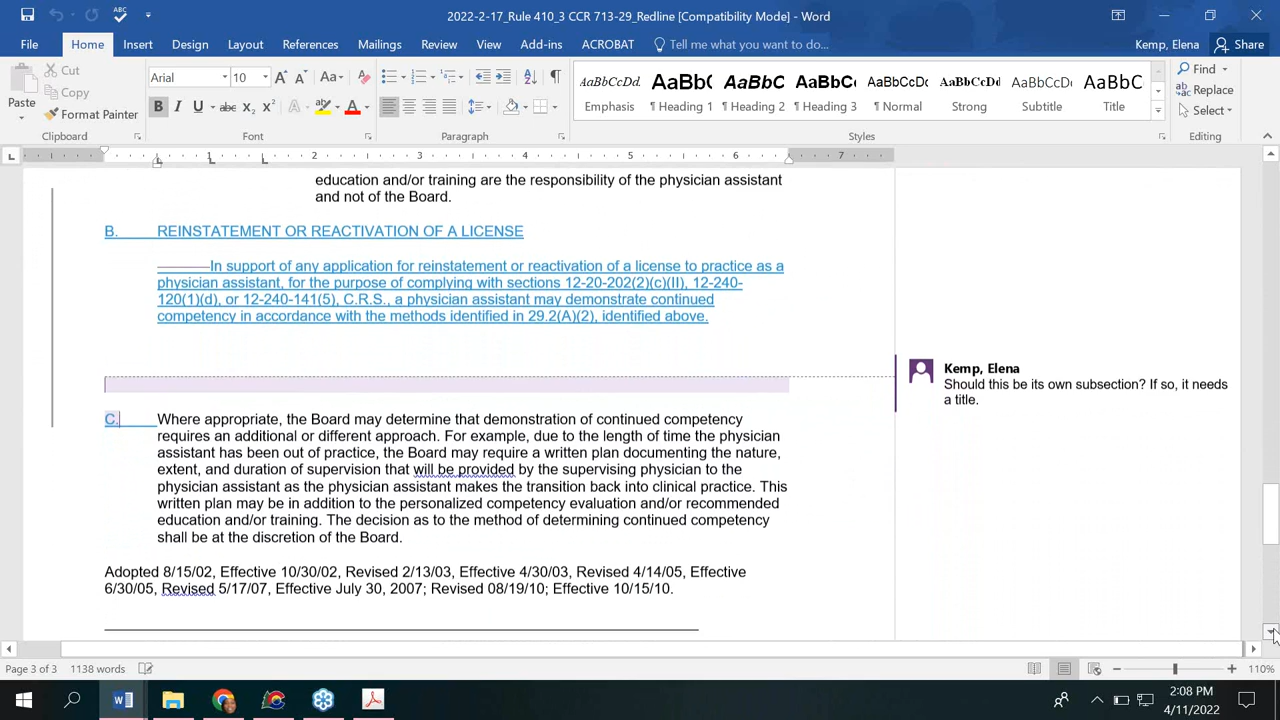 2022-2-17_Rule 410_3 CCR 713-29_Redline [Compatibility Mode] - Word
File Home Insert Design Layout References Mailings Review View Add-ins ACROBAT Tell me what you want to do... Kemp, Elena Share
Paste
Cut
Copy
Format Painter
Arial 10
AaBbCcDd. AaBb( AaBbC AaBbC( AaBbCcDd AaBbCcDc AaBbCcDd AaBbC
Emphasis ¶ Heading 1 ¶ Heading 2 ¶ Heading 3 ¶ Normal Strong Subtitle Title
Find
Replace
Select
Clipboard Font Paragraph Styles Editing
1 2 3 4 5 6 7
education and/or training are the responsibility of the physician assistant
and not of the Board.
B. REINSTATEMENT OR REACTIVATION OF A LICENSE
In support of any application for reinstatement or reactivation of a license to practice as a
physician assistant, for the purpose of complying with sections 12-20-202(2)(c)(II), 12-240-
120(1)(d), or 12-240-141(5), C.R.S., a physician assistant may demonstrate continued
competency in accordance with the methods identified in 29.2(A)(2), identified above.
Kemp, Elena
Should this be its own subsection? If so, it needs
a title.
C. Where appropriate, the Board may determine that demonstration of continued competency
requires an additional or different approach. For example, due to the length of time the physician
assistant has been out of practice, the Board may require a written plan documenting the nature,
extent, and duration of supervision that will be provided by the supervising physician to the
physician assistant as the physician assistant makes the transition back into clinical practice. This
written plan may be in addition to the personalized competency evaluation and/or recommended
education and/or training. The decision as to the method of determining continued competency
shall be at the discretion of the Board.
Adopted 8/15/02, Effective 10/30/02, Revised 2/13/03, Effective 4/30/03, Revised 4/14/05, Effective
6/30/05, Revised 5/17/07, Effective July 30, 2007; Revised 08/19/10; Effective 10/15/10.
Page 3 of 3 1138 words 110%
2:08 PM
4/11/2022